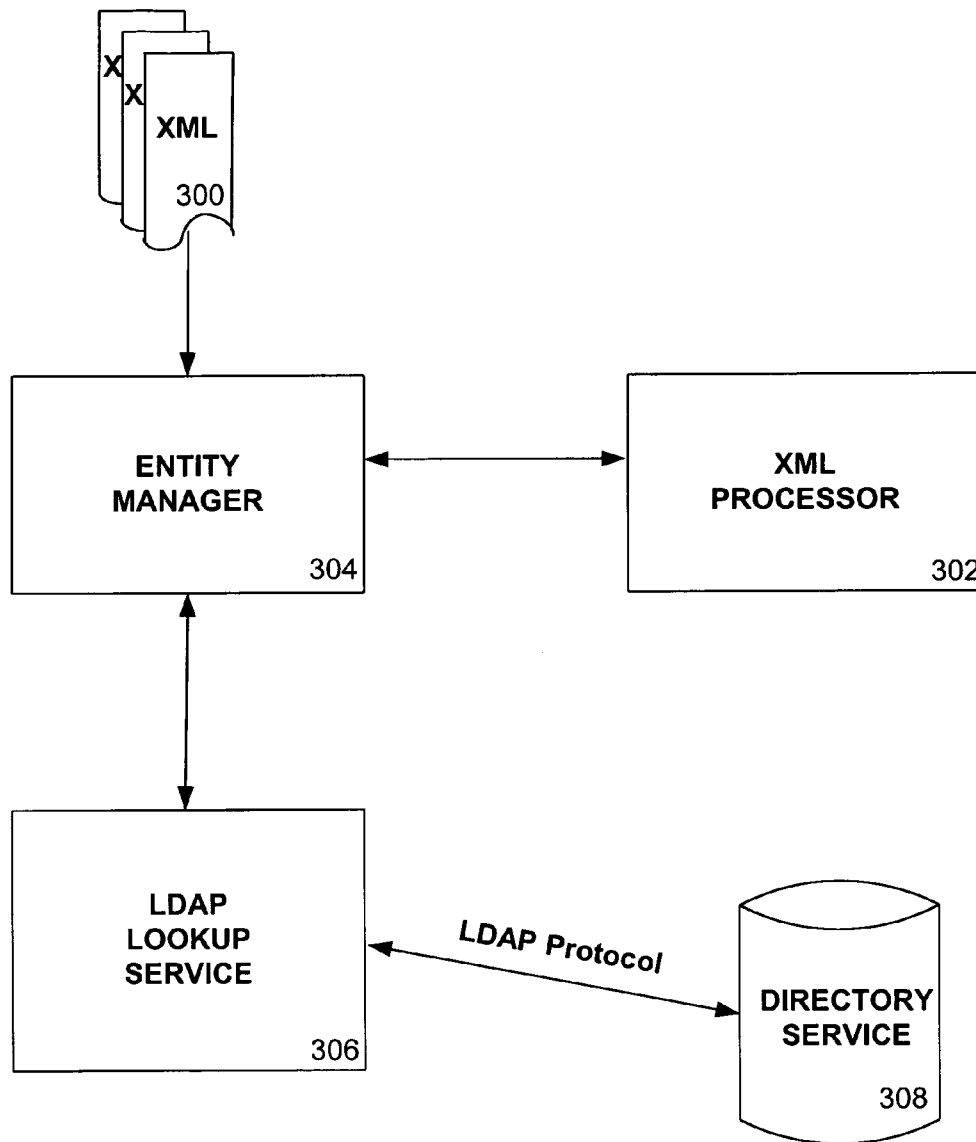 X
X
XML
300
ENTITY
MANAGER
304
XML
PROCESSOR
302
LDAP
LOOKUP
SERVICE
306
LDAP Protocol
DIRECTORY
SERVICE
308